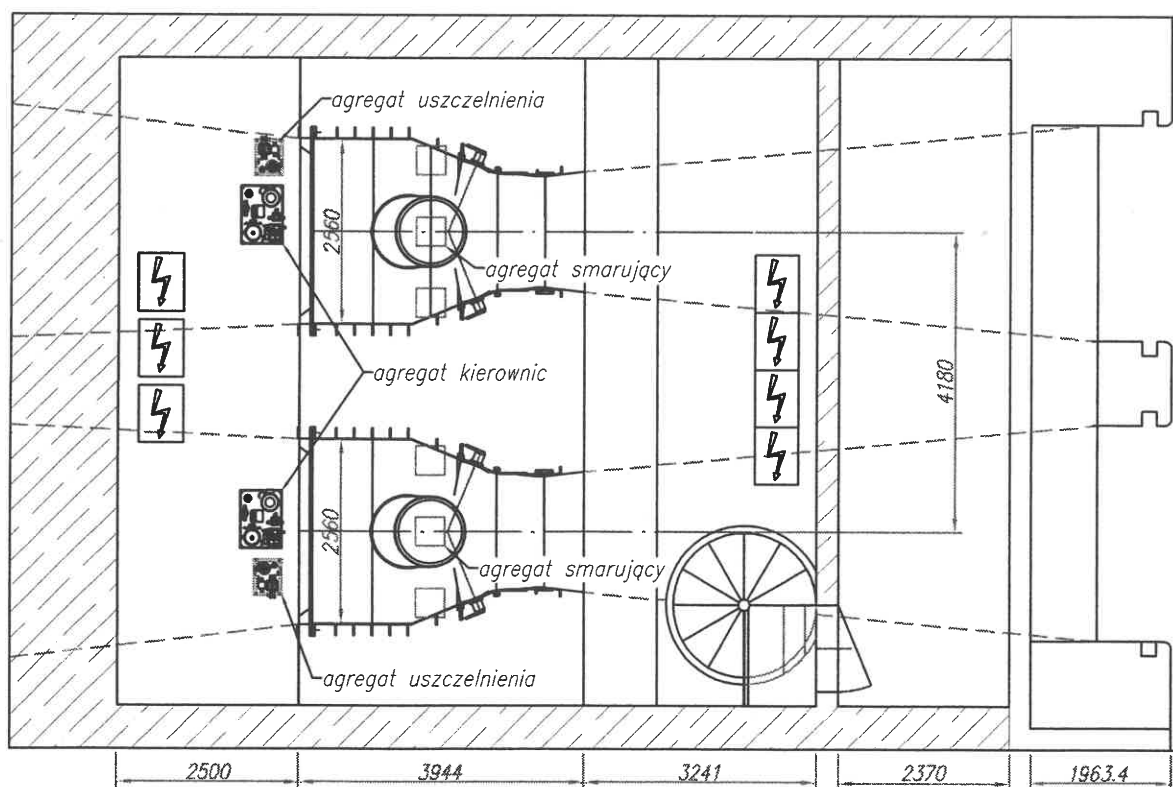 agregat uszczelnienia
2560
agregat smarujący
agregat kierownic
4180
2560
agregat smarujący
agregat uszczelnienia
2500
3944
3241
2370
1963.4